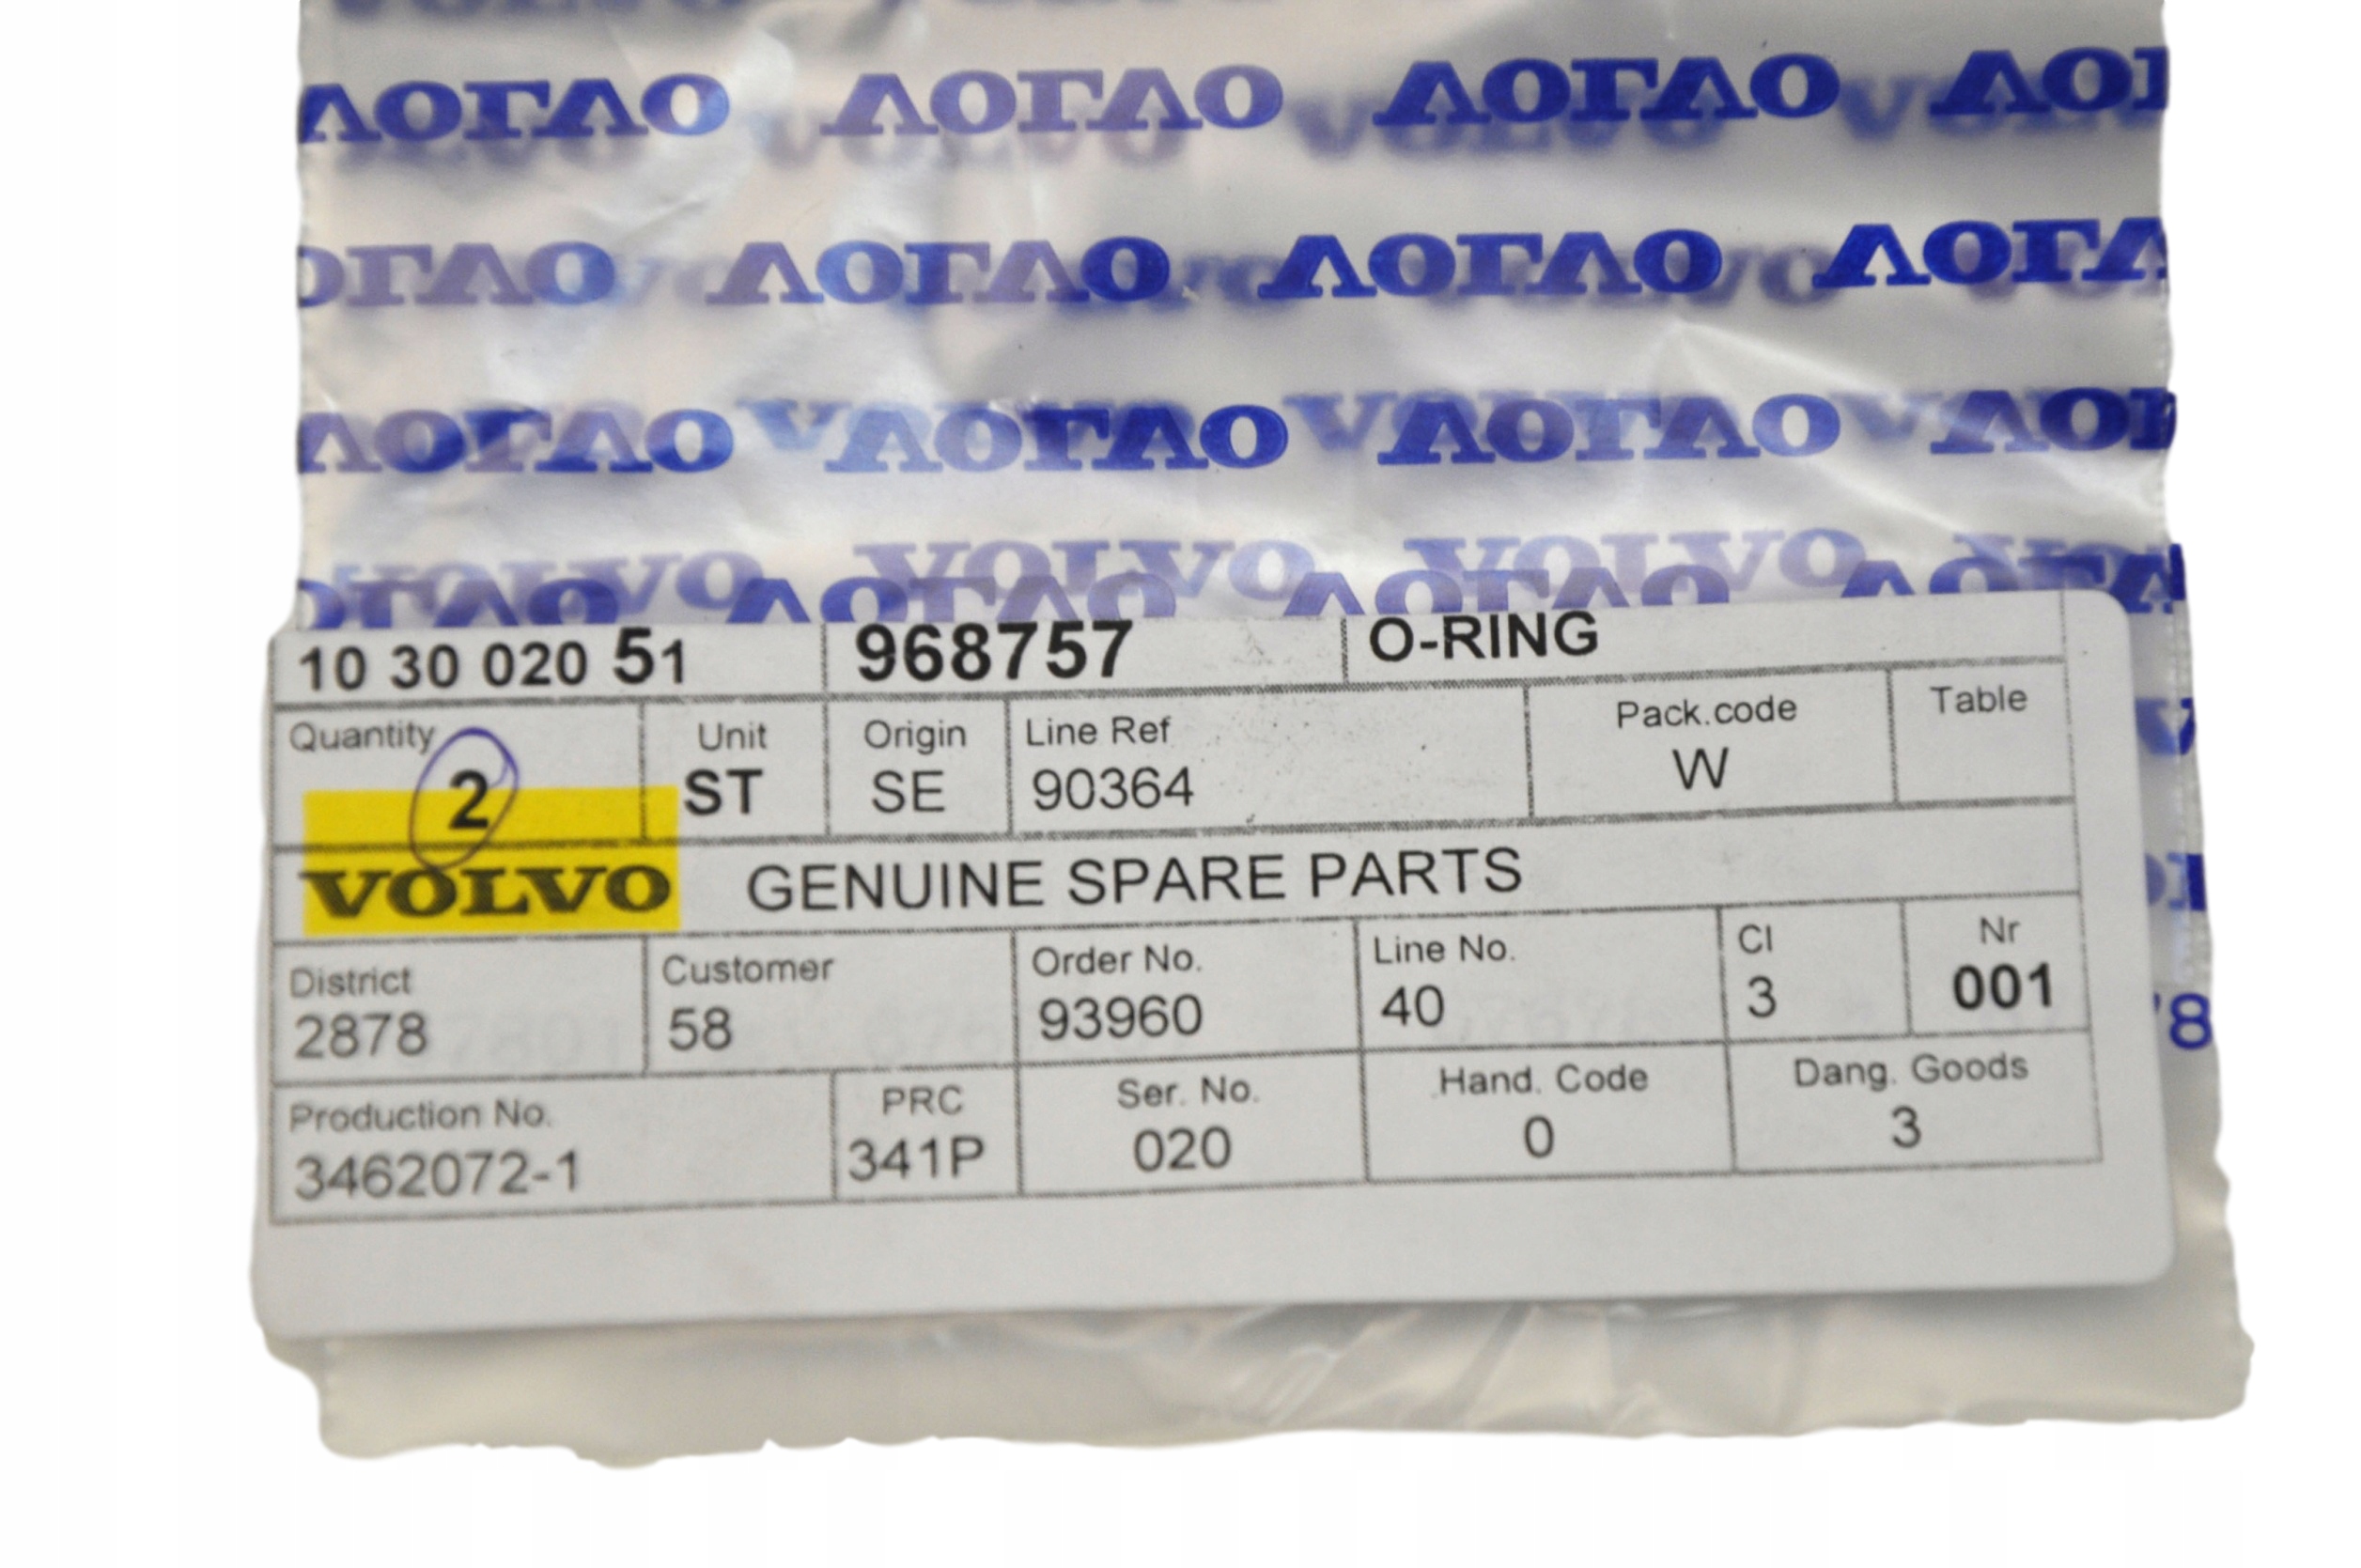 VOLVO VOLVO VOLVO
VOLVO VOLVO
VOLVO VOLVO VOLVO
VOLVO VOLVO VOLVO
10 30 020 51 968757 O-RING
Quantity Unit Origin Line Ref Pack.code Table
2 ST SE 90364 W
VOLVO GENUINE SPARE PARTS
District Customer Order No. Line No. CI Nr
2878 58 93960 40 3 001
Production No. PRC Ser. No. Hand. Code Dang. Goods
3462072-1 341P 020 0 3